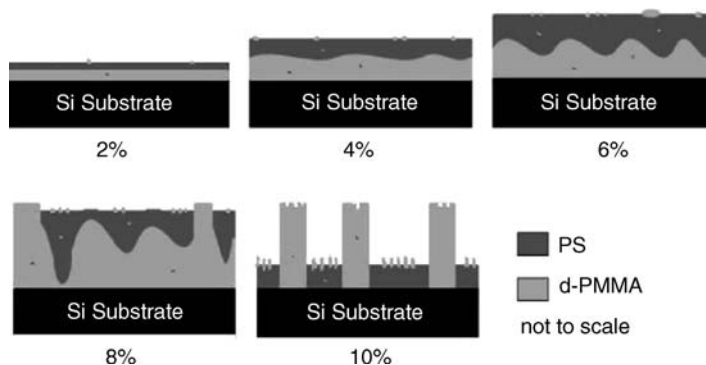 Si Substrate
2%
Si Substrate
4%
Si Substrate
6%
Si Substrate
8%
Si Substrate
10%
PS
d-PMMA
not to scale